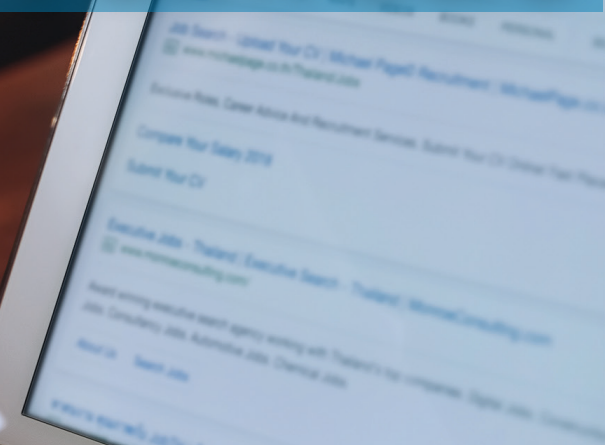 BOOKS PERSONAL
Job Search - Upload Your CV | Michael Page® Recruitment | MichaelPage.co
www.michaelpage.co.th/Thailand/Jobs
Exclusive Roles, Career Advice And Recruitment Services. Submit Your CV Online. Fast
Compare Your Salary 2018
Submit Your CV
Executive Jobs - Thailand | Executive Search - Thailand | MonroeConsulting.com
www.monroeconsulting.com/
Award winning executive search agency working with Thailand's top companies. Digital Jobs, Construction
Jobs, Consultancy Jobs, Automotive Jobs, Chemical Jobs
About Us Search Jobs